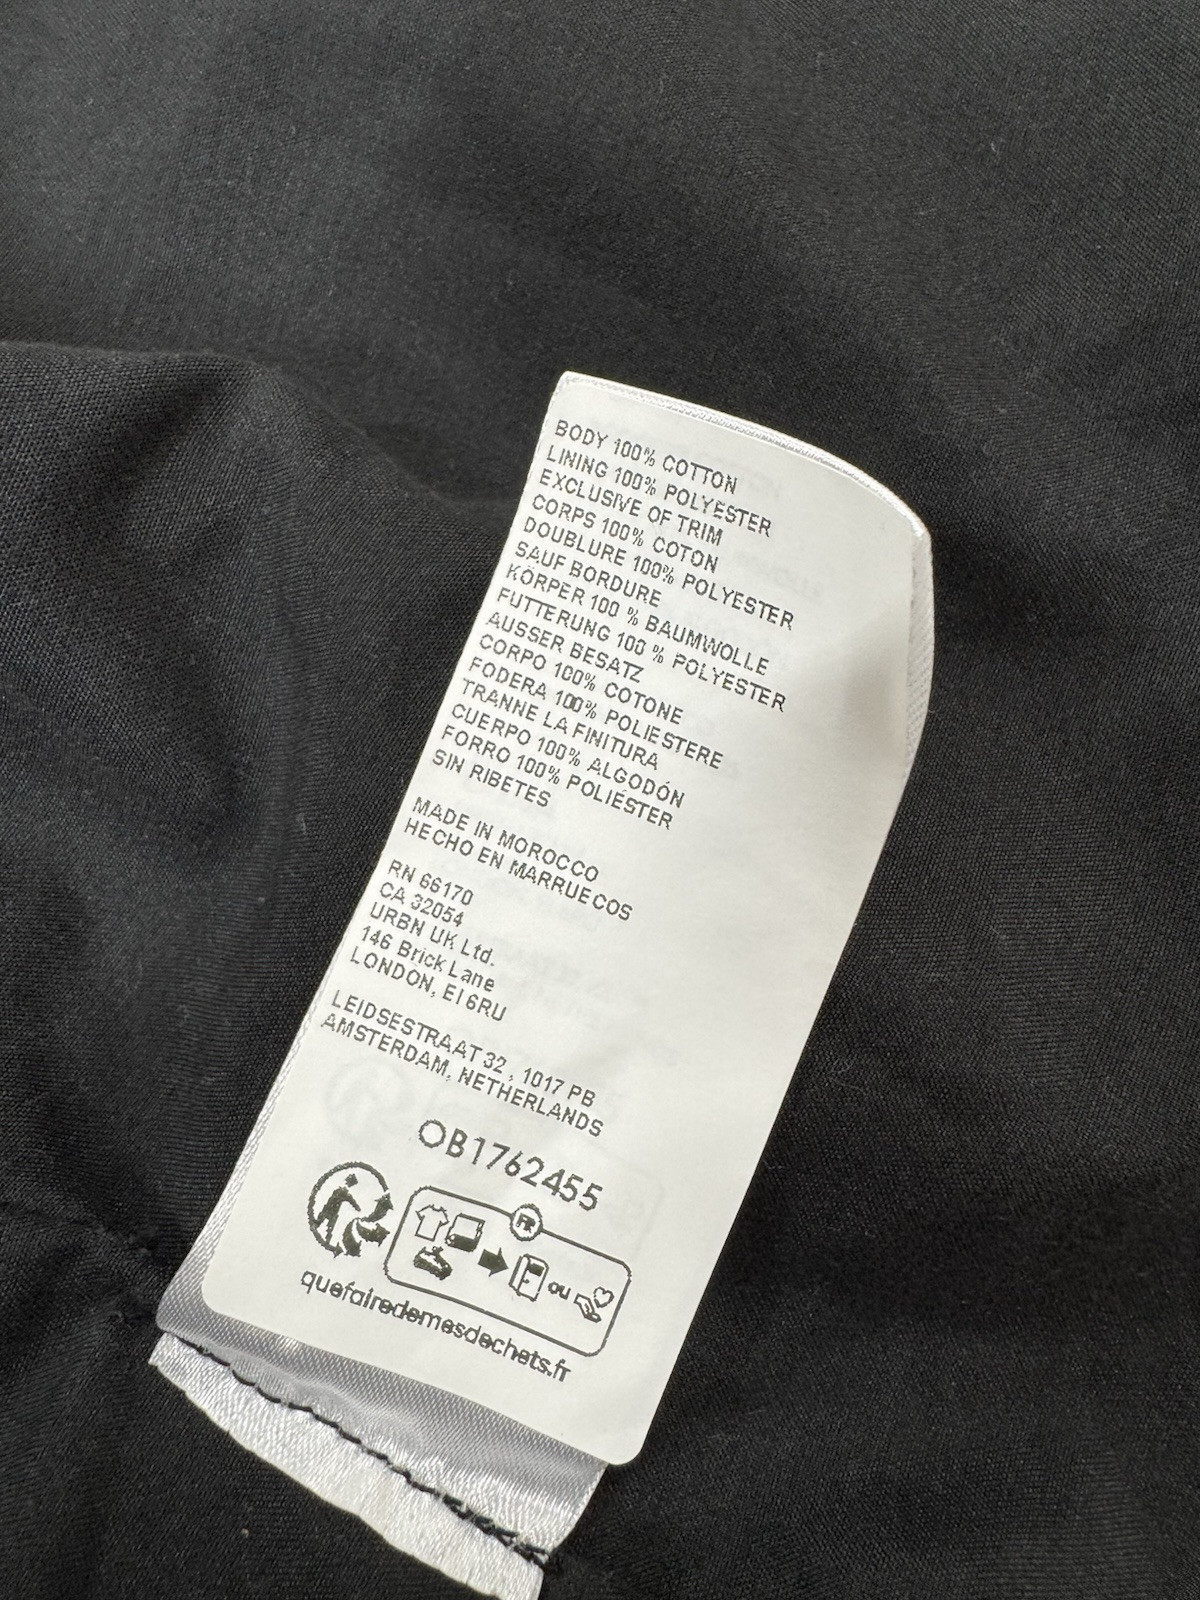 BODY 100% COTTON
LINING 100% POLYESTER
EXCLUSIVE OF TRIM
CORPS 100% COTON
DOUBLURE 100% POLYESTER
SAUF BORDURE
KÖRPER 100 % BAUMWOLLE
FUTTERUNG 100 % POLYESTER
AUSSER BESATZ
CORPO 100% COTONE
FODERA 100% POLIESTERE
TRANNE LA FINITURA
CUERPO 100% ALGODÓN
FORRO 100% POLIÉSTER
SIN RIBETES
MADE IN MOROCCO
HECHO EN MARRUECOS
RN 66170
CA 32054
URBN UK Ltd.
146 Brick Lane
LONDON, E16RU
LEIDSESTRAAT 32, 1017 PB
AMSTERDAM, NETHERLANDS
OB1762455
FR
ou
quefairedemesdechets.fr